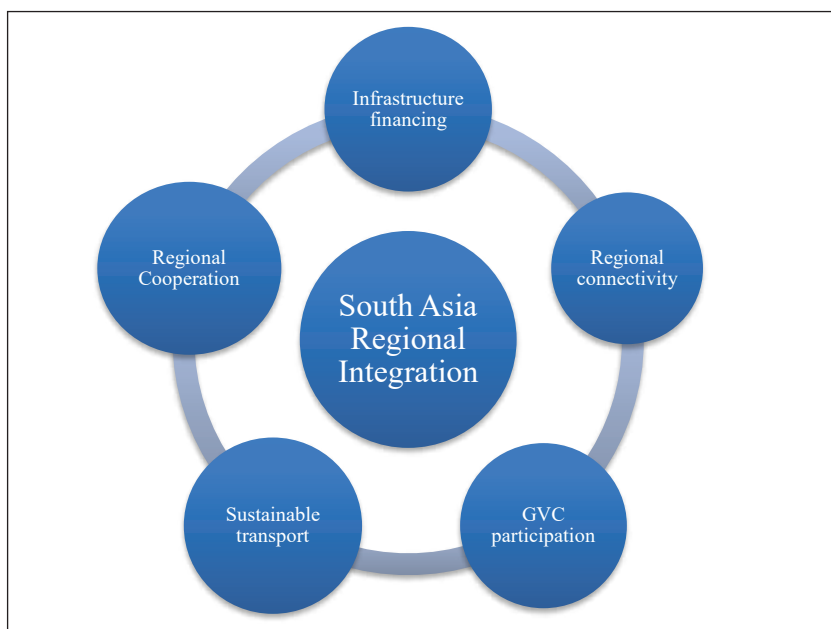 Infrastructure
financing
Regional
connectivity
GVC
participation
Sustainable
transport
Regional
Cooperation
South Asia
Regional
Integration